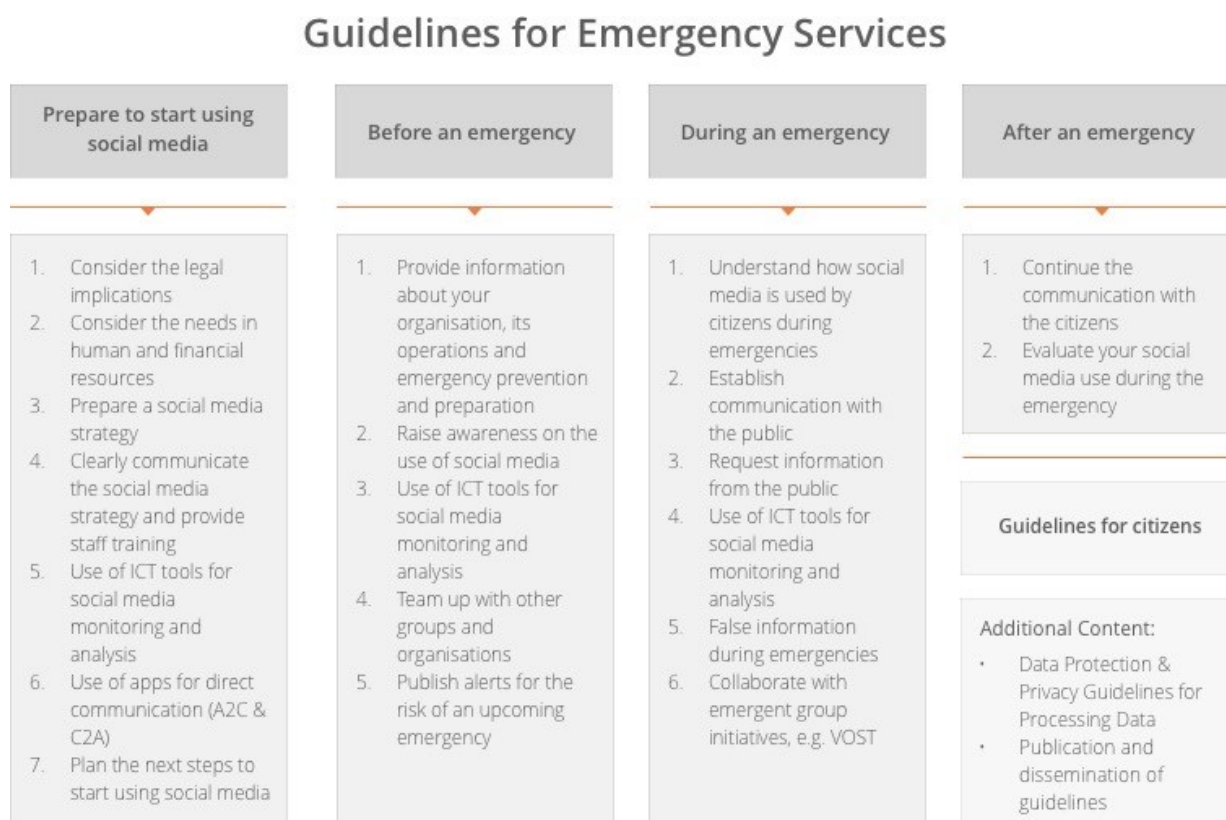 Guidelines for Emergency Services
Prepare to start using
social media
1. Consider the legal
implications
2. Consider the needs in
human and financial
resources
3. Prepare a social media
strategy
4. Clearly communicate
the social media
strategy and provide
staff training
5. Use of ICT tools for
social media
monitoring and
analysis
6. Use of apps for direct
communication (A2C &
C2A)
7. Plan the next steps to
start using social media
Before an emergency
1. Provide information
about your
organisation, its
operations and
emergency prevention
and preparation
2. Raise awareness on the
use of social media
3. Use of ICT tools for
social media
monitoring and
analysis
4. Team up with other
groups and
organisations
5. Publish alerts for the
risk of an upcoming
emergency
During an emergency
1. Understand how social
media is used by
citizens during
emergencies
2. Establish
communication with
the public
3. Request information
from the public
4. Use of ICT tools for
social media
monitoring and
analysis
5. False information
during emergencies
6. Collaborate with
emergent group
initiatives, e.g. VOST
After an emergency
1. Continue the
communication with
the citizens
2. Evaluate your social
media use during the
emergency
Guidelines for citizens
Additional Content:
• Data Protection &
Privacy Guidelines for
Processing Data
• Publication and
dissemination of
guidelines